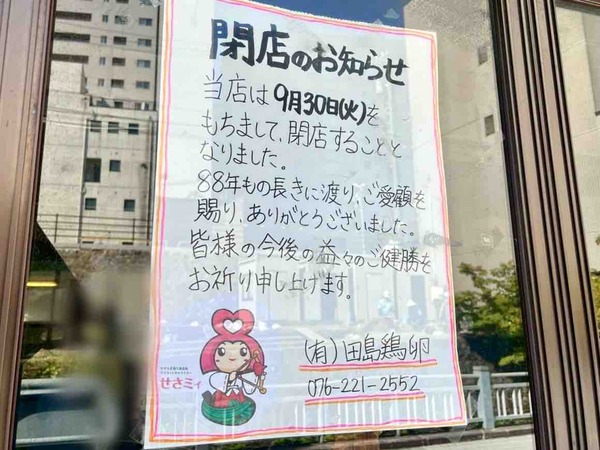 閉店のお知らせ
当店は9月30日(火)を
もちまして、閉店することと
なりました。
88年もの長きに渡り、ご愛顧を
賜り、ありがとうございました。
皆様の今後の益々のご健勝を
お祈り申し上げます。
(有)田島鶏卵
076-221-2552
せさミィ